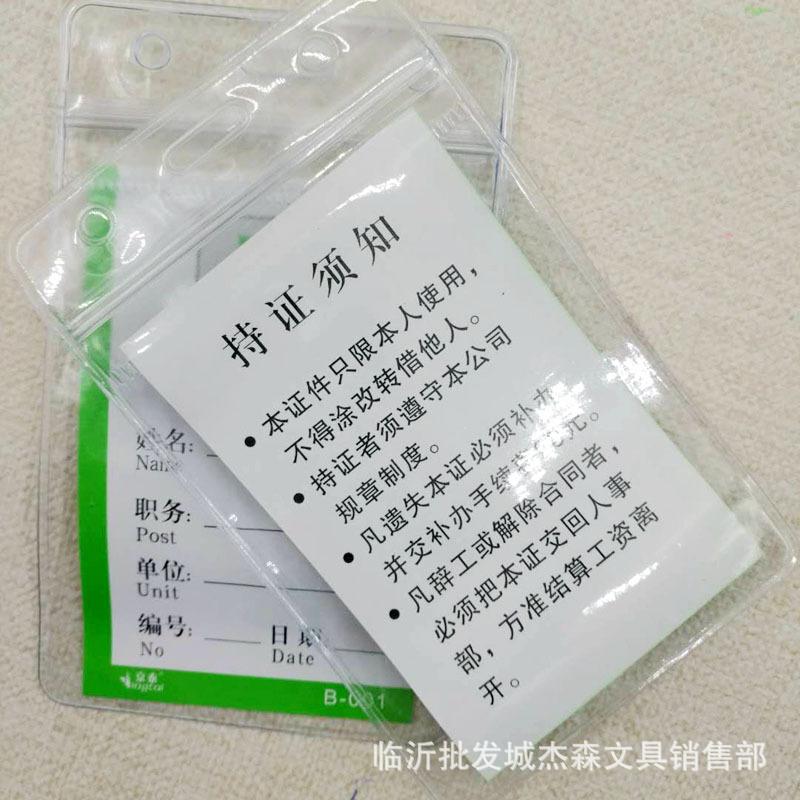 持证须知
● 本证件只限本人使用，
不得涂改转借他人。
● 持证者须遵守本公司
规章制度。
● 凡遗失本证必须补办，
并交补办手续费 元。
● 凡辞工或解除合同者，
必须把本证交回人事
部，方准结算工资离
开。
姓名:
Name
职务:
Post
单位:
Unit
编号:
No
日期
Date
京泰
Jingtai
B-001
临沂批发城杰森文具销售部